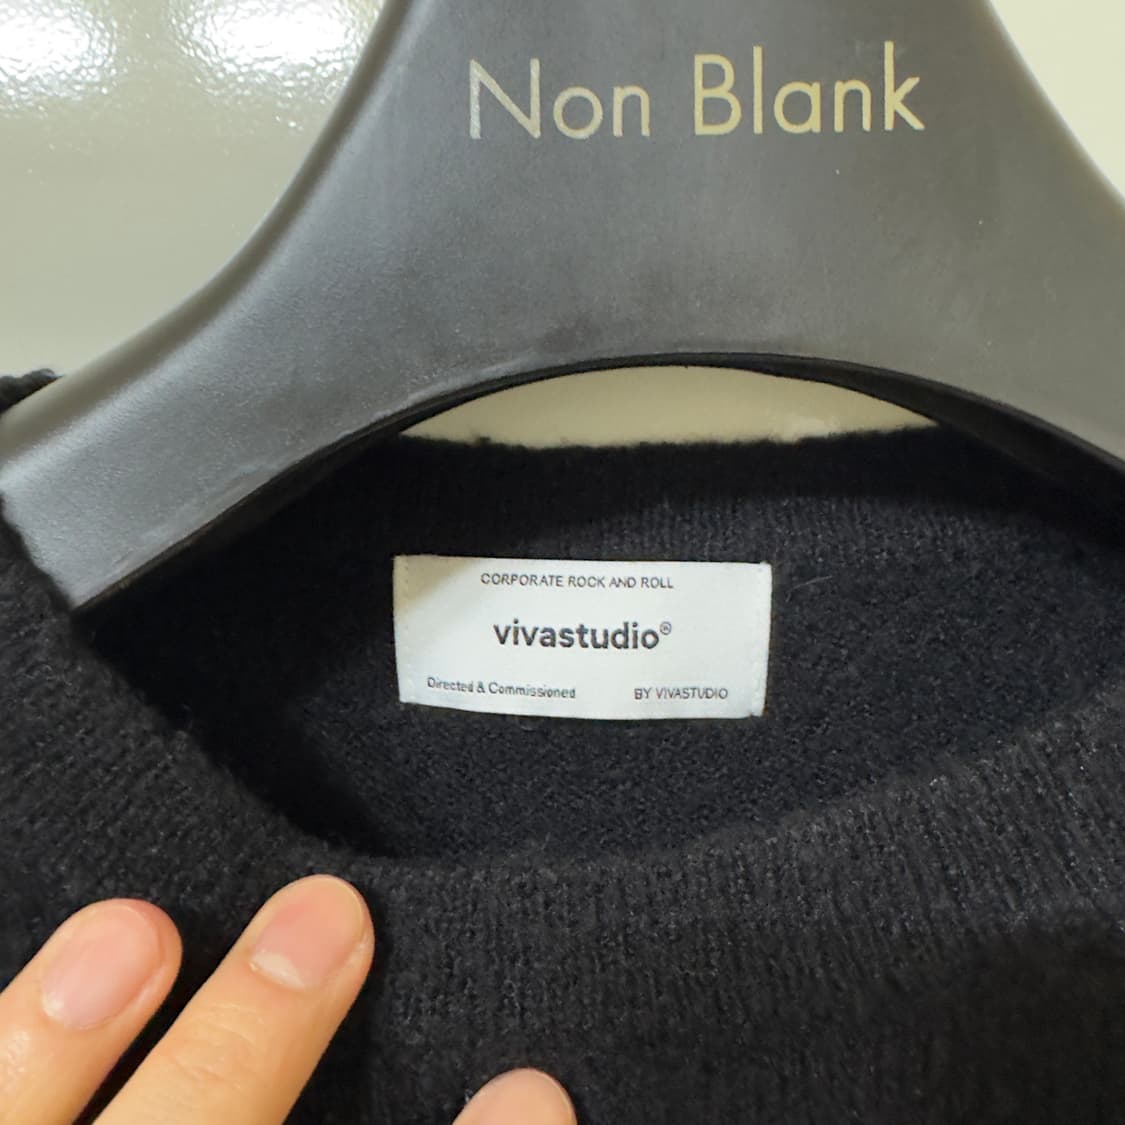 Non Blank
CORPORATE ROCK AND ROLL
vivastudio®
Directed & Commissioned BY VIVASTUDIO